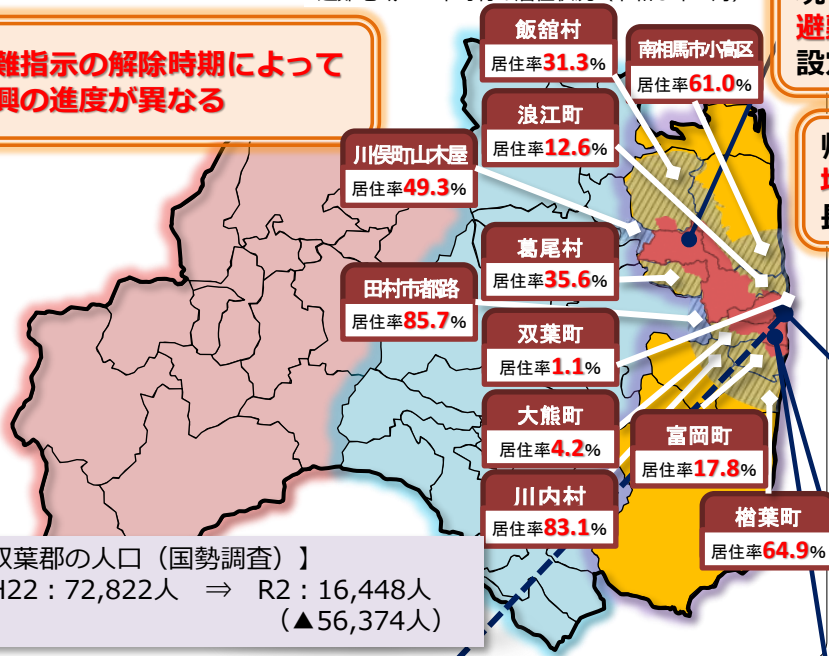 難指示の解除時期によって
興の進度が異なる
飯舘村
居住率31.3%
南相馬市小高区
居住率61.0%
避難
設定
浪江町
居住率12.6%
川俣町山木屋
居住率49.3%
葛尾村
居住率35.6%
田村市都路
居住率85.7%
双葉町
居住率1.1%
大熊町
居住率4.2%
富岡町
居住率17.8%
川内村
居住率83.1%
楢葉町
居住率64.9%
双葉郡の人口（国勢調査）】
H22：72,822人 ⇒ R2：16,448人
（▲56,374人）